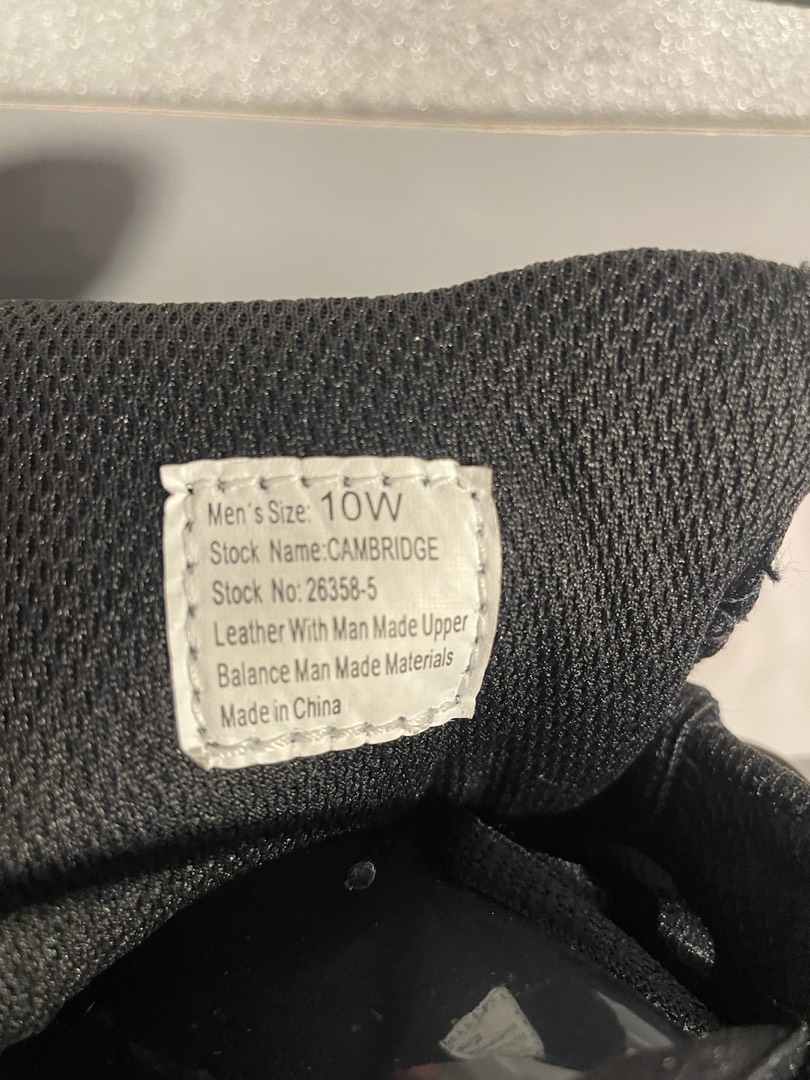 Men's Size: 10W
Stock Name:CAMBRIDGE
Stock No: 26358-5
Leather With Man Made Upper
Balance Man Made Materials
Made in China